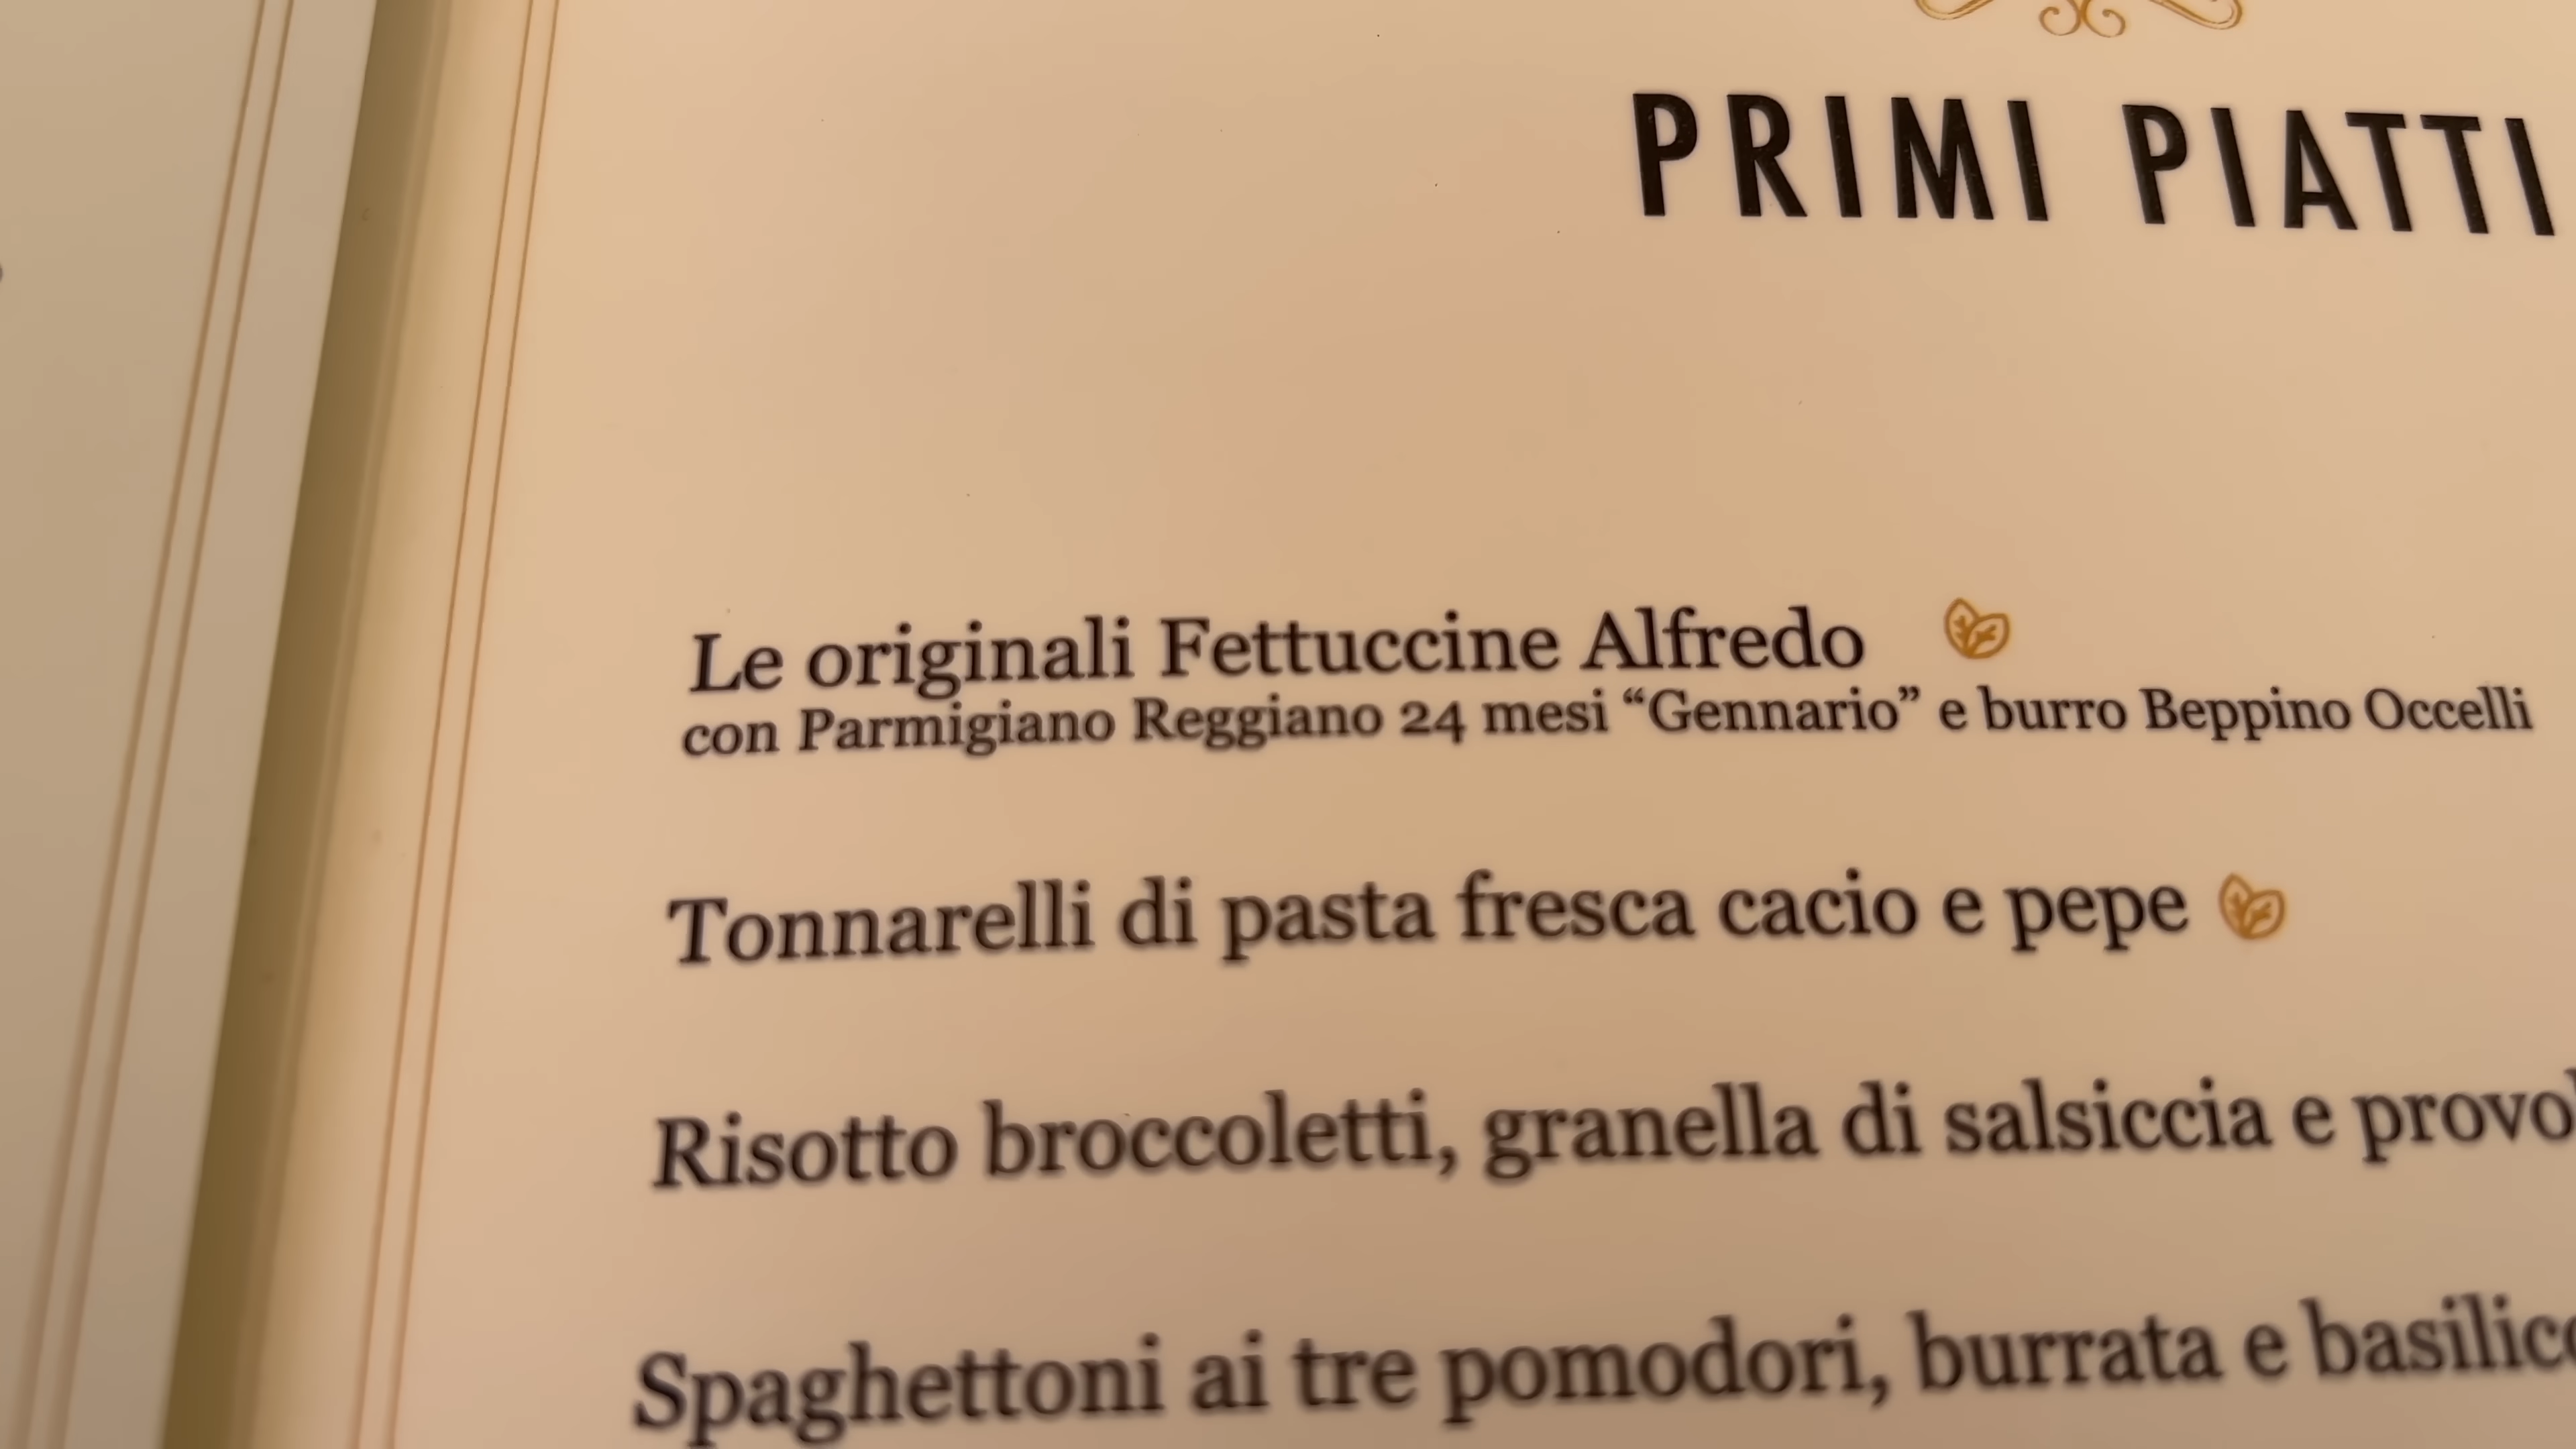 PRIMI PIATTI
Le originali Fettuccine Alfredo
con Parmigiano Reggiano 24 mesi “Gennario” e burro Beppino Occelli
Tonnarelli di pasta fresca cacio e pepe
Risotto broccoletti, granella di salsiccia e
Spaghettoni ai tre pomodori, burrata e